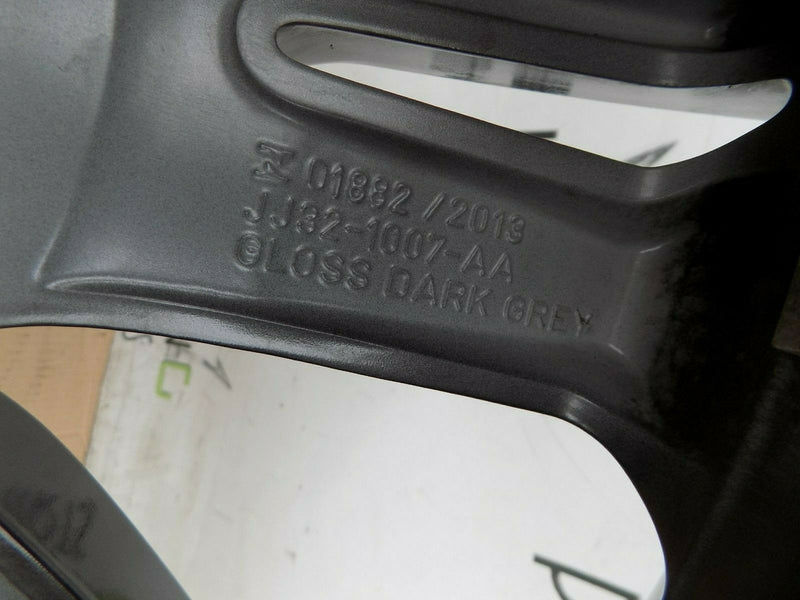 01882 / 2013
JJ32-1007-AA
GLOSS DARK GREY